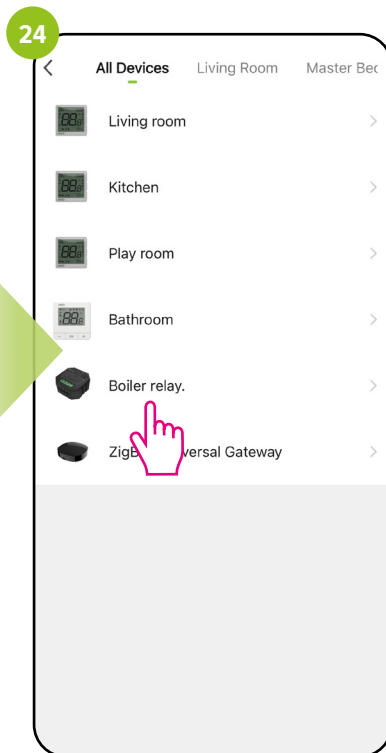 24
All Devices Living Room Master Bec
Living room
Kitchen
Play room
Bathroom
Boiler relay.
ZigB versal Gateway